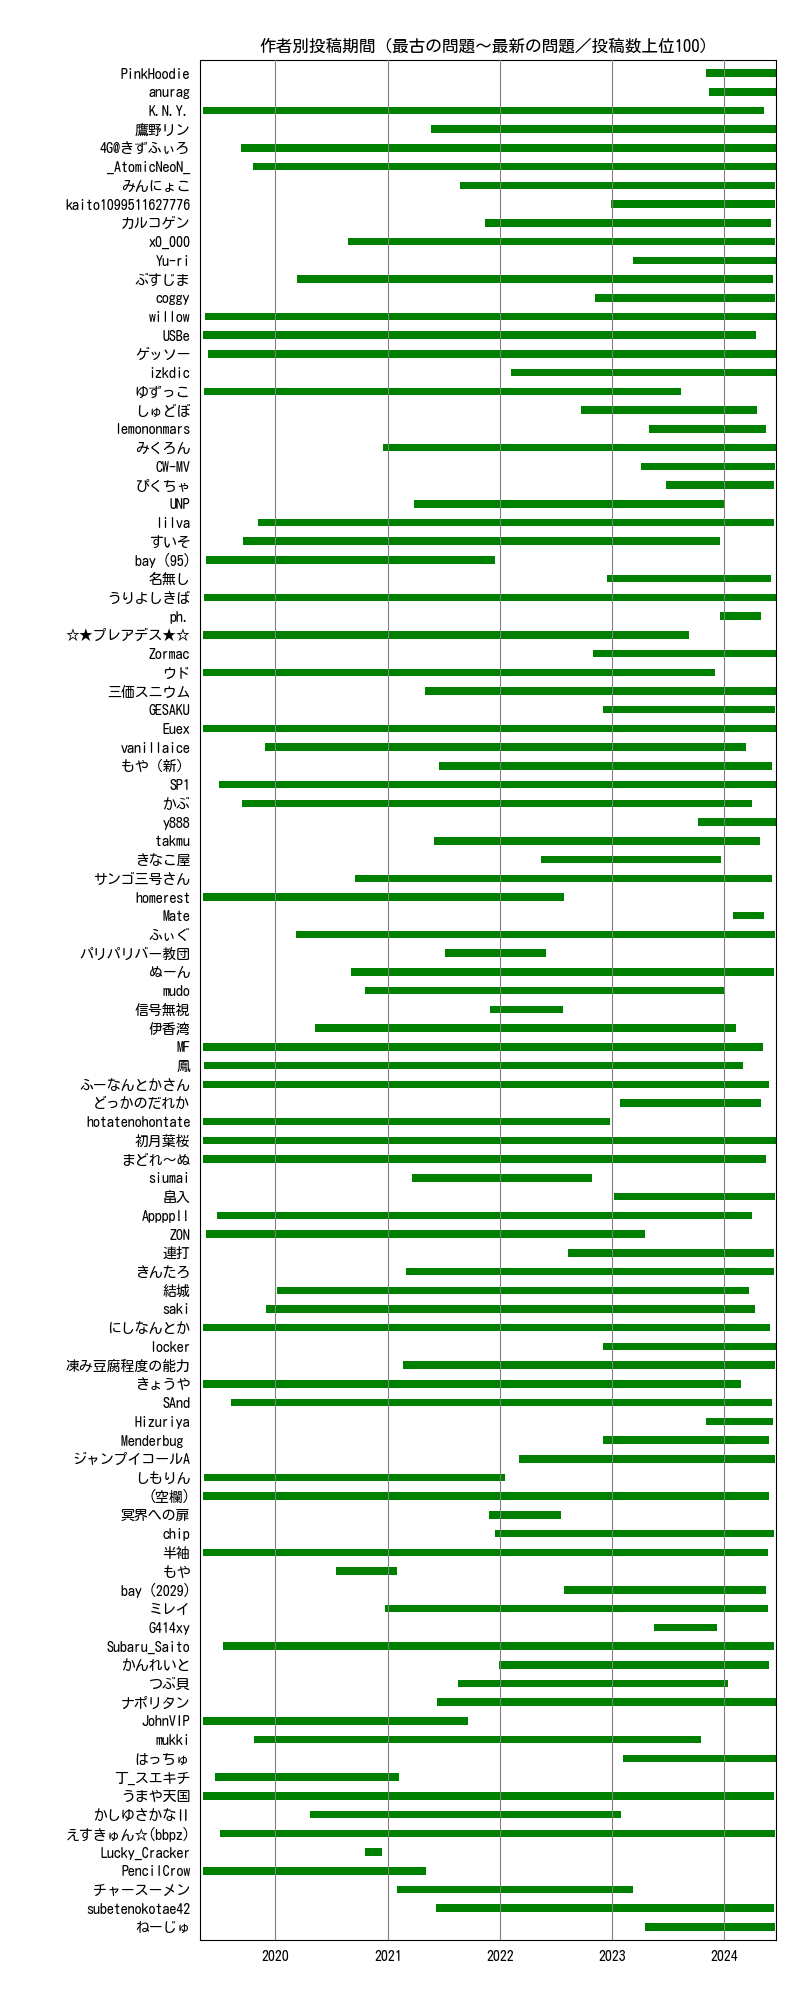 作者別投稿期間（最古の問題～最新の問題／投稿数上位100）
PinkHoodie
anurag
K.N.Y.
鷹野リン
4G@きずふぃろ
_AtomicNeoN_
みんにょこ
kaito1099511627776
カルコゲン
x0_000
Yu-ri
ぶすじま
coggy
willow
USBe
ゲッソー
izkdic
ゆずっこ
しゅどぼ
lemononmars
みくろん
CW-MV
ぴくちゃ
UNP
lilva
すいそ
bay (95)
名無し
うりよしきば
ph.
☆★プレアデス★☆
Zormac
ウド
三価スニウム
GESAKU
Euex
vanillaice
もや（新）
SP1
かぶ
y888
takmu
きなこ屋
サンゴ三号さん
homerest
Mate
ふぃぐ
パリパリバー教団
ぬーん
mudo
信号無視
伊香湾
MF
鳳
ふーなんとかさん
どっかのだれか
hotatenohontate
初月葉桜
まどれ～ぬ
siumai
畠入
Appppll
ZON
連打
きんたろ
結城
saki
にしなんとか
locker
凍み豆腐程度の能力
きょうや
SAnd
Hizuriya
Menderbug
ジャンプイコールA
しもりん
(空欄)
冥界への扉
chip
半袖
もや
bay (2029)
ミレイ
G414xy
Subaru_Saito
かんれいと
つぶ貝
ナポリタン
JohnVIP
mukki
はっちゅ
丁_スエキチ
うまや天国
かしゆさかなⅡ
えすきゅん☆(bbpz)
Lucky_Cracker
PencilCrow
チャースーメン
subetenokotae42
ねーじゅ
2020 2021 2022 2023 2024